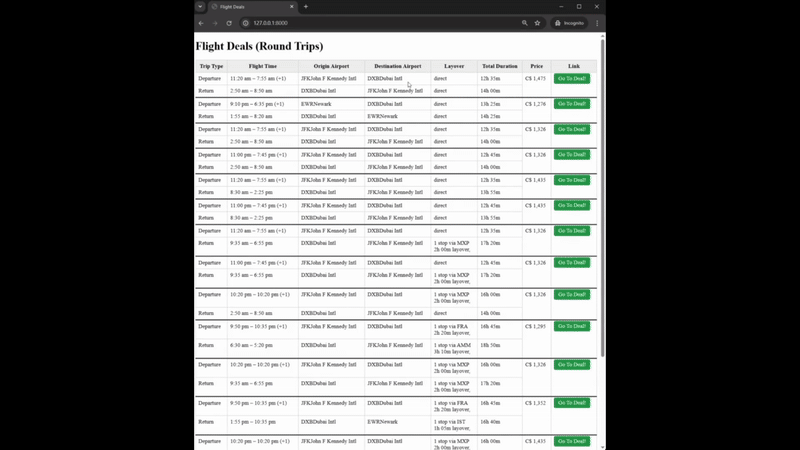 Flight Deals
127.0.0.1:8000
Incognito
Flight Deals (Round Trips)
Trip Type Flight Time Origin Airport Destination Airport Layover Total Duration Price Link
Departure 11:20 am – 7:55 am (+1) JFKJohn F Kennedy Intl DXBDubai Intl direct 12h 35m C$ 1,475 Go To Deal!
Return 2:50 am – 8:50 am DXBDubai Intl JFKJohn F Kennedy Intl direct 14h 00m
Departure 9:10 pm – 6:35 pm (+1) EWRNewark DXBDubai Intl direct 13h 25m C$ 1,276 Go To Deal!
Return 1:55 am – 8:20 am DXBDubai Intl EWRNewark direct 14h 25m
Departure 11:20 am – 7:55 am (+1) JFKJohn F Kennedy Intl DXBDubai Intl direct 12h 35m C$ 1,326 Go To Deal!
Return 2:50 am – 8:50 am DXBDubai Intl JFKJohn F Kennedy Intl direct 14h 00m
Departure 11:00 pm – 7:45 pm (+1) JFKJohn F Kennedy Intl DXBDubai Intl direct 12h 45m C$ 1,326 Go To Deal!
Return 2:50 am – 8:50 am DXBDubai Intl JFKJohn F Kennedy Intl direct 14h 00m
Departure 11:20 am – 7:55 am (+1) JFKJohn F Kennedy Intl DXBDubai Intl direct 12h 35m C$ 1,435 Go To Deal!
Return 8:30 am – 2:25 pm DXBDubai Intl JFKJohn F Kennedy Intl direct 13h 55m
Departure 11:00 pm – 7:45 pm (+1) JFKJohn F Kennedy Intl DXBDubai Intl direct 12h 45m C$ 1,435 Go To Deal!
Return 8:30 am – 2:25 pm DXBDubai Intl JFKJohn F Kennedy Intl direct 13h 55m
Departure 11:20 am – 7:55 am (+1) JFKJohn F Kennedy Intl DXBDubai Intl direct 12h 35m C$ 1,326 Go To Deal!
Return 9:35 am – 6:55 pm DXBDubai Intl JFKJohn F Kennedy Intl 1 stop via MXP 17h 20m
2h 00m layover,
Departure 11:00 pm – 7:45 pm (+1) JFKJohn F Kennedy Intl DXBDubai Intl direct 12h 45m C$ 1,326 Go To Deal!
Return 9:35 am – 6:55 pm DXBDubai Intl JFKJohn F Kennedy Intl 1 stop via MXP 17h 20m
2h 00m layover,
Departure 10:20 pm – 10:20 pm (+1) JFKJohn F Kennedy Intl DXBDubai Intl 1 stop via MXP 16h 00m C$ 1,326 Go To Deal!
2h 00m layover,
Return 2:50 am – 8:50 am DXBDubai Intl JFKJohn F Kennedy Intl direct 14h 00m
Departure 9:50 pm – 10:35 pm (+1) JFKJohn F Kennedy Intl DXBDubai Intl 1 stop via FRA 16h 45m C$ 1,295 Go To Deal!
2h 20m layover,
Return 6:30 am – 5:20 pm DXBDubai Intl JFKJohn F Kennedy Intl 1 stop via AMM 18h 50m
3h 10m layover,
Departure 10:20 pm – 10:20 pm (+1) JFKJohn F Kennedy Intl DXBDubai Intl 1 stop via MXP 16h 00m C$ 1,326 Go To Deal!
2h 00m layover,
Return 9:35 am – 6:55 pm DXBDubai Intl JFKJohn F Kennedy Intl 1 stop via MXP 17h 20m
2h 00m layover,
Departure 9:50 pm – 10:35 pm (+1) JFKJohn F Kennedy Intl DXBDubai Intl 1 stop via FRA 16h 45m C$ 1,352 Go To Deal!
2h 20m layover,
Return 1:55 pm – 10:35 pm DXBDubai Intl EWRNewark 1 stop via IST 16h 40m
1h 05m layover,
Departure 10:20 pm – 10:20 pm (+1) JFKJohn F Kennedy Intl DXBDubai Intl 1 stop via MXP 16h 00m C$ 1,435 Go To Deal!
2h 00m layover,